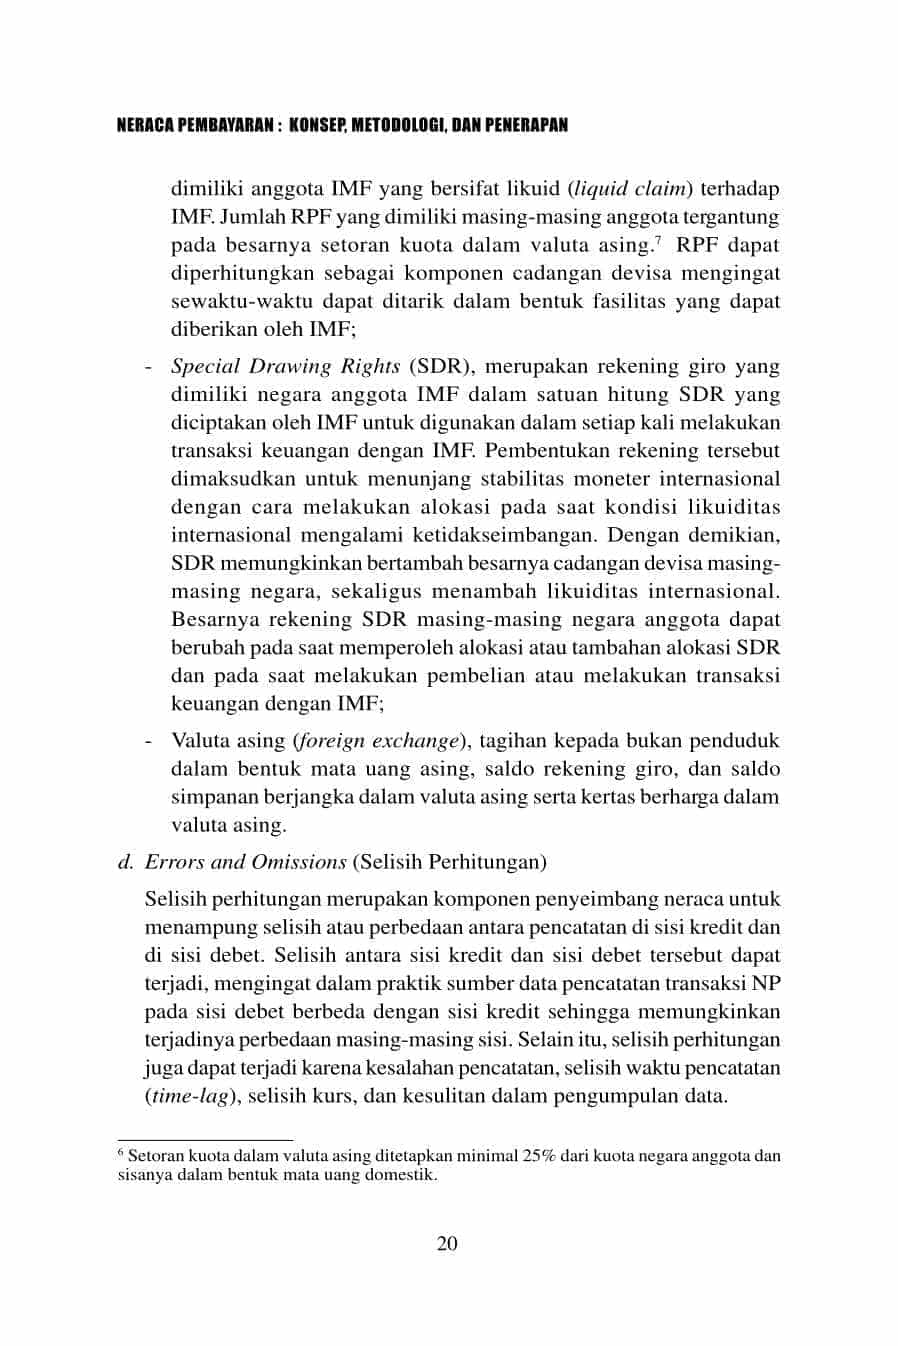 NERACA PEMBAYARAN : KONSEP, METODOLOGI, DAN PENERAPAN
dimiliki anggota IMF yang bersifat likuid (liquid claim) terhadap
IMF. Jumlah RPF yang dimiliki masing-masing anggota tergantung
pada besarnya setoran kuota dalam valuta asing.⁷ RPF dapat
diperhitungkan sebagai komponen cadangan devisa mengingat
sewaktu-waktu dapat ditarik dalam bentuk fasilitas yang dapat
diberikan oleh IMF;
- Special Drawing Rights (SDR), merupakan rekening giro yang
dimiliki negara anggota IMF dalam satuan hitung SDR yang
diciptakan oleh IMF untuk digunakan dalam setiap kali melakukan
transaksi keuangan dengan IMF. Pembentukan rekening tersebut
dimaksudkan untuk menunjang stabilitas moneter internasional
dengan cara melakukan alokasi pada saat kondisi likuiditas
internasional mengalami ketidakseimbangan. Dengan demikian,
SDR memungkinkan bertambah besarnya cadangan devisa masing-
masing negara, sekaligus menambah likuiditas internasional.
Besarnya rekening SDR masing-masing negara anggota dapat
berubah pada saat memperoleh alokasi atau tambahan alokasi SDR
dan pada saat melakukan pembelian atau melakukan transaksi
keuangan dengan IMF;
- Valuta asing (foreign exchange), tagihan kepada bukan penduduk
dalam bentuk mata uang asing, saldo rekening giro, dan saldo
simpanan berjangka dalam valuta asing serta kertas berharga dalam
valuta asing.
d. Errors and Omissions (Selisih Perhitungan)
Selisih perhitungan merupakan komponen penyeimbang neraca untuk
menampung selisih atau perbedaan antara pencatatan di sisi kredit dan
di sisi debet. Selisih antara sisi kredit dan sisi debet tersebut dapat
terjadi, mengingat dalam praktik sumber data pencatatan transaksi NP
pada sisi debet berbeda dengan sisi kredit sehingga memungkinkan
terjadinya perbedaan masing-masing sisi. Selain itu, selisih perhitungan
juga dapat terjadi karena kesalahan pencatatan, selisih waktu pencatatan
(time-lag), selisih kurs, dan kesulitan dalam pengumpulan data.
⁶ Setoran kuota dalam valuta asing ditetapkan minimal 25% dari kuota negara anggota dan
sisanya dalam bentuk mata uang domestik.
20